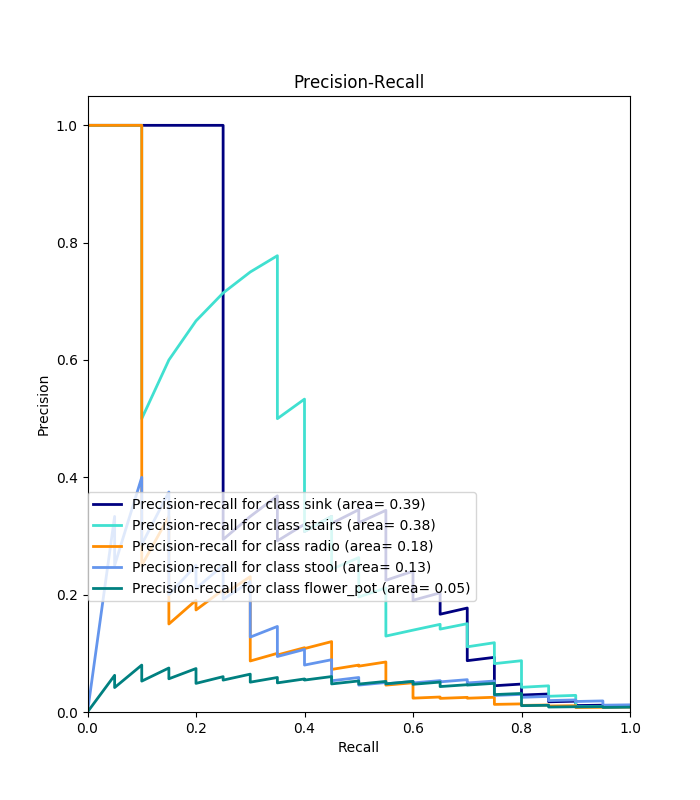 Precision-Recall
1.0
0.8
0.6
0.4
0.2
0.0
Precision
Precision-recall for class sink (area= 0.39)
Precision-recall for class stairs (area= 0.38)
Precision-recall for class radio (area= 0.18)
Precision-recall for class stool (area= 0.13)
Precision-recall for class flower_pot (area= 0.05)
0.0 0.2 0.4 0.6 0.8 1.0
Recall